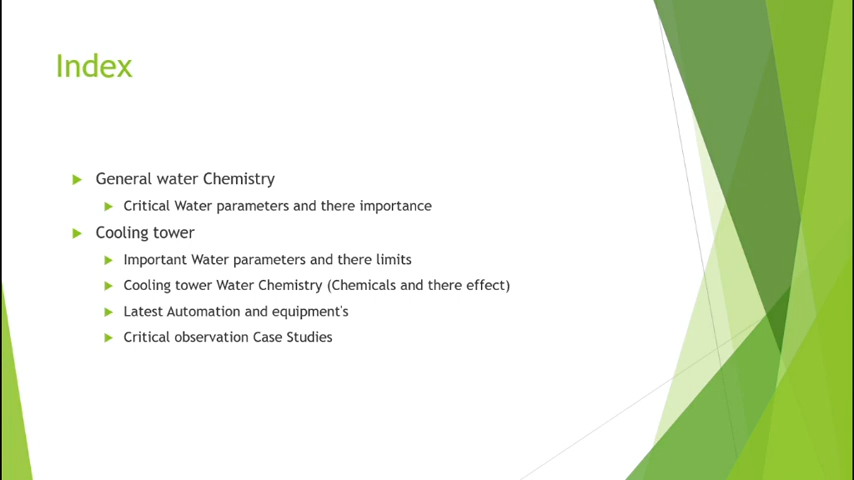 Index
General water Chemistry
Critical Water parameters and there importance
Cooling tower
Important Water parameters and there limits
Cooling tower Water Chemistry (Chemicals and there effect)
Latest Automation and equipment's
Critical observation Case Studies